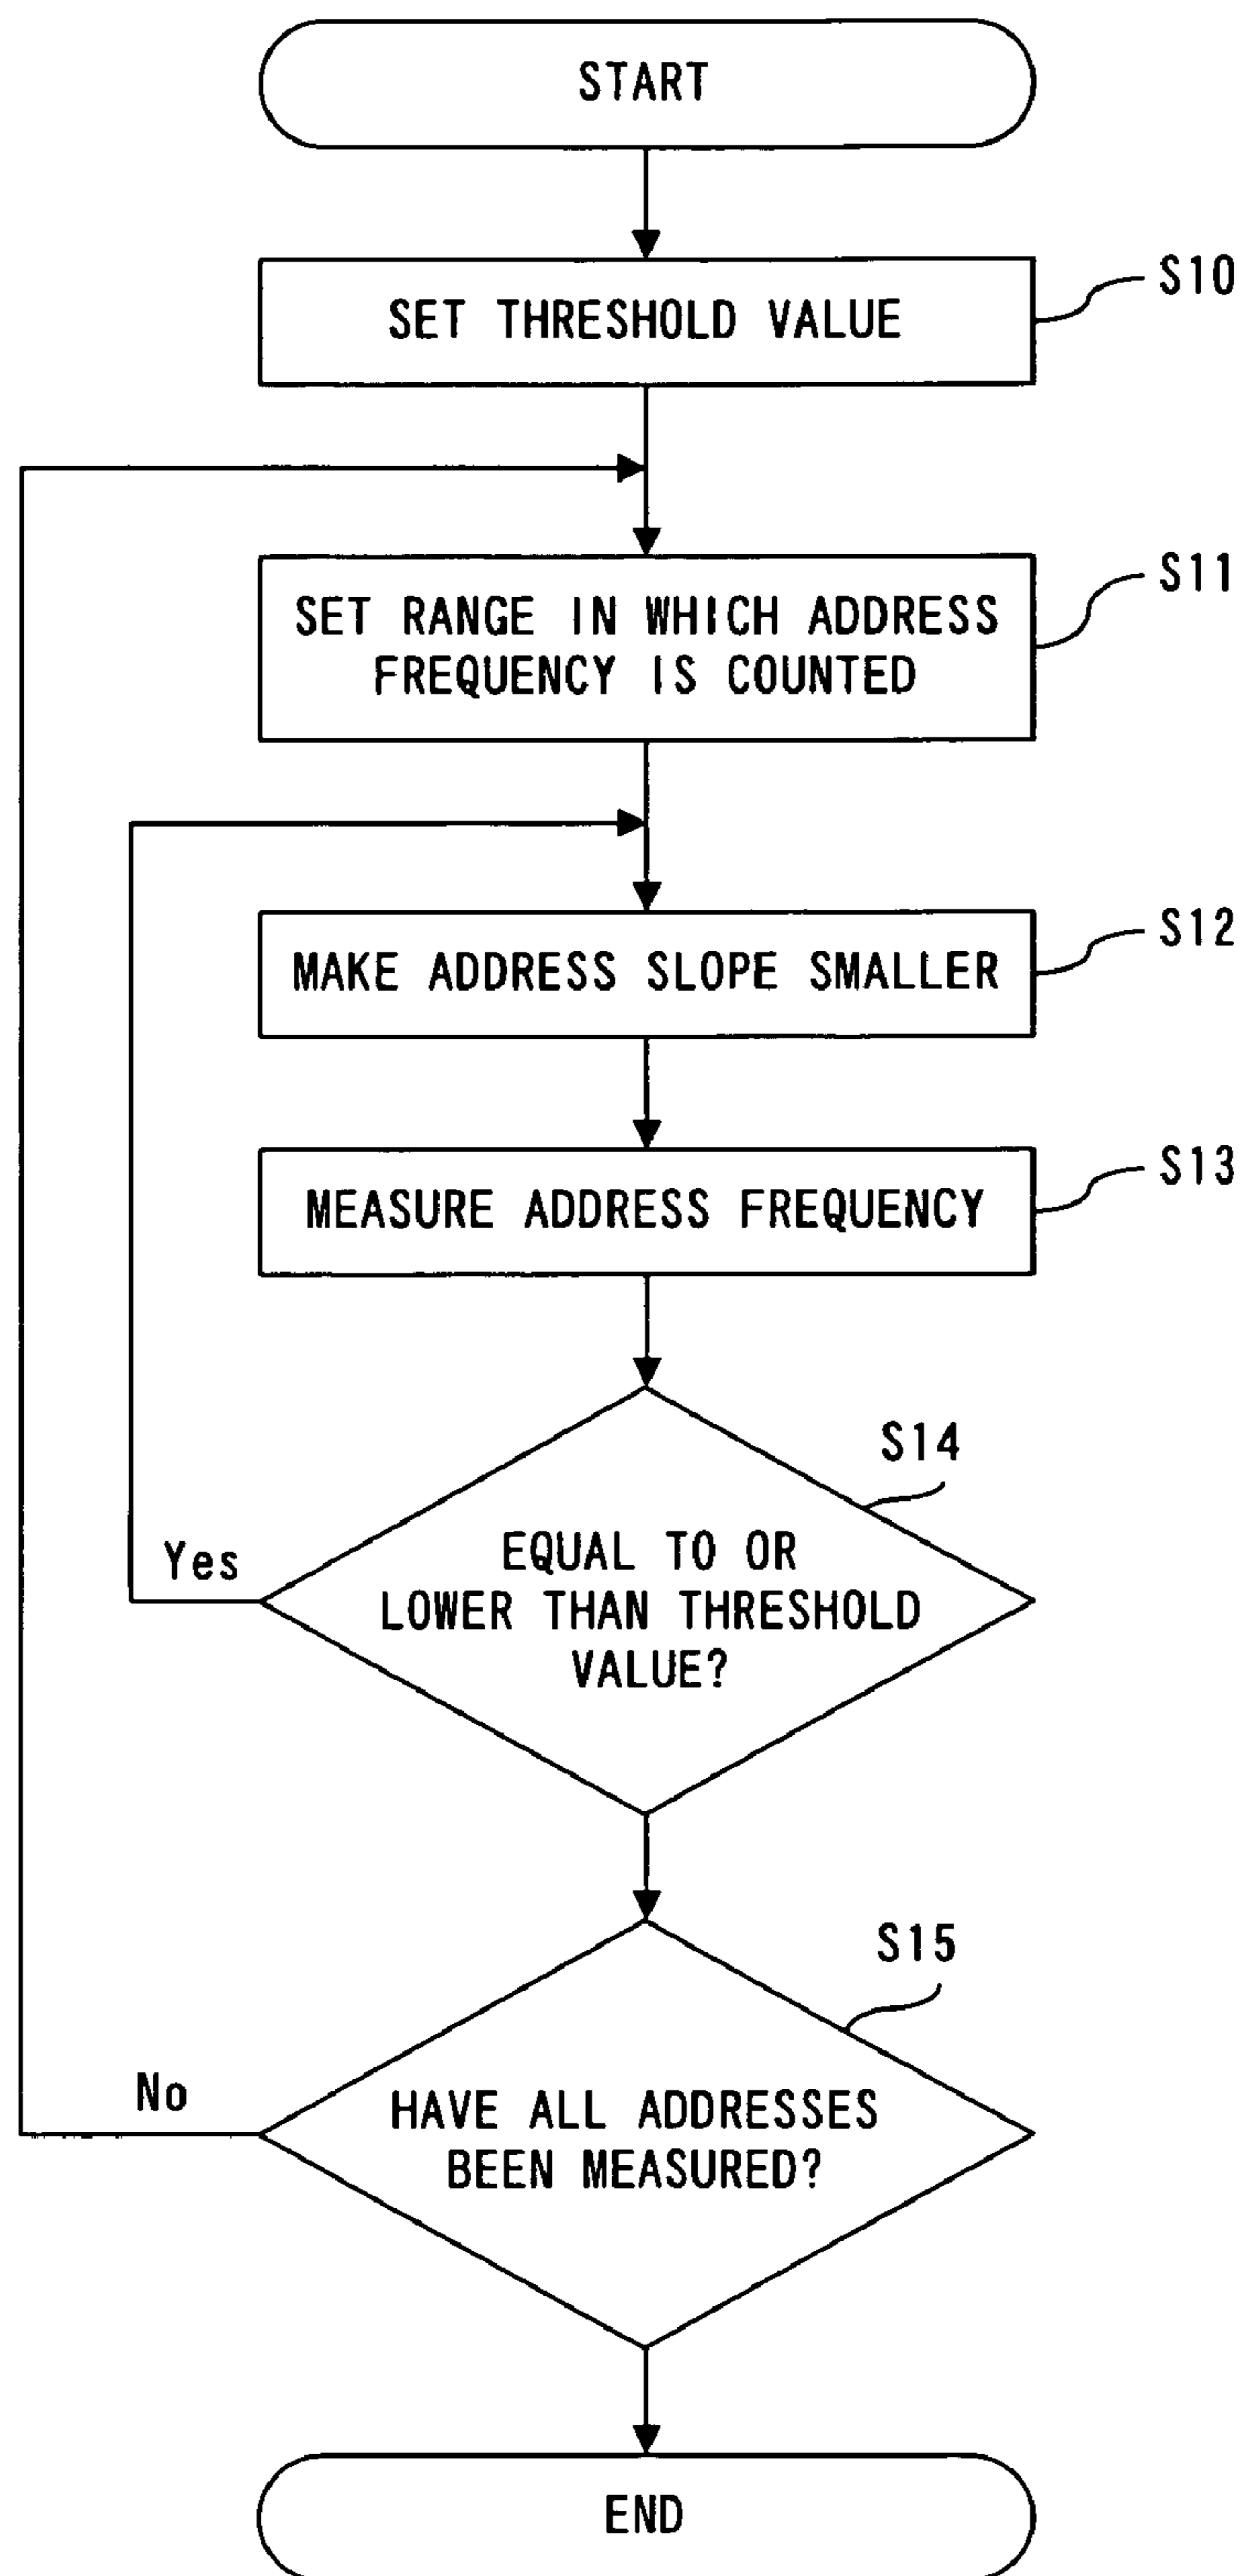 START
SET THRESHOLD VALUE
S10
SET RANGE IN WHICH ADDRESS
FREQUENCY IS COUNTED
S11
MAKE ADDRESS SLOPE SMALLER
S12
MEASURE ADDRESS FREQUENCY
S13
S14
EQUAL TO OR
LOWER THAN THRESHOLD
VALUE?
Yes
S15
HAVE ALL ADDRESSES
BEEN MEASURED?
No
END